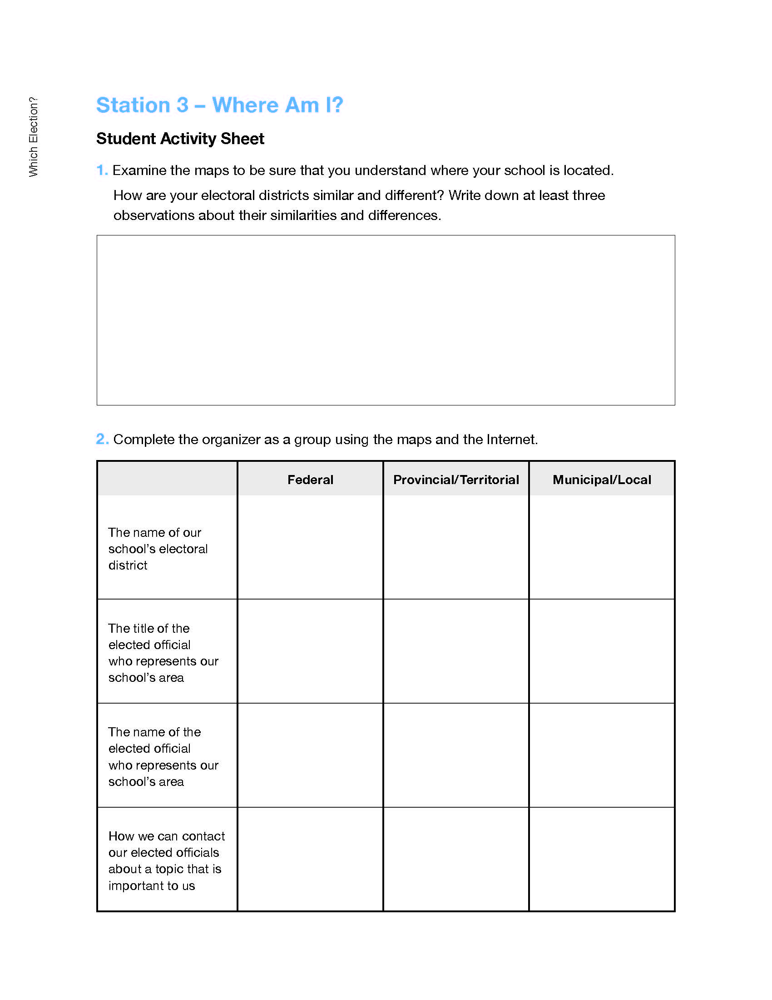 Which Election?
Station 3 – Where Am I?
Student Activity Sheet
1. Examine the maps to be sure that you understand where your school is located.
How are your electoral districts similar and different? Write down at least three
observations about their similarities and differences.
2. Complete the organizer as a group using the maps and the Internet.
Federal Provincial/Territorial Municipal/Local
The name of our
school’s electoral
district
The title of the
elected official
who represents our
school’s area
The name of the
elected official
who represents our
school’s area
How we can contact
our elected officials
about a topic that is
important to us